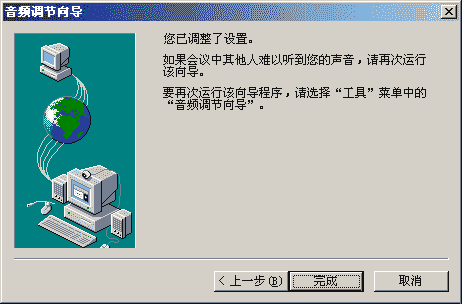 音频调节向导
您已调整了设置。
如果会议中其他人难以听到您的声音，请再次运行
该向导。
要再次运行该向导程序，请选择“工具”菜单中的
“音频调节向导”。
< 上一步(B)
完成
取消